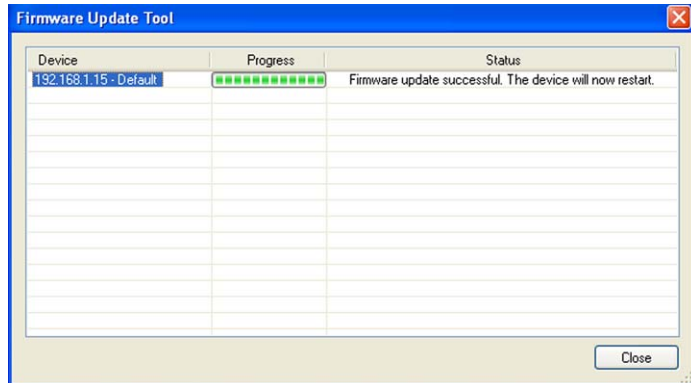 Firmware Update Tool
Device Progress Status
192.168.1.15 - Default Firmware update successful. The device will now restart.
Close